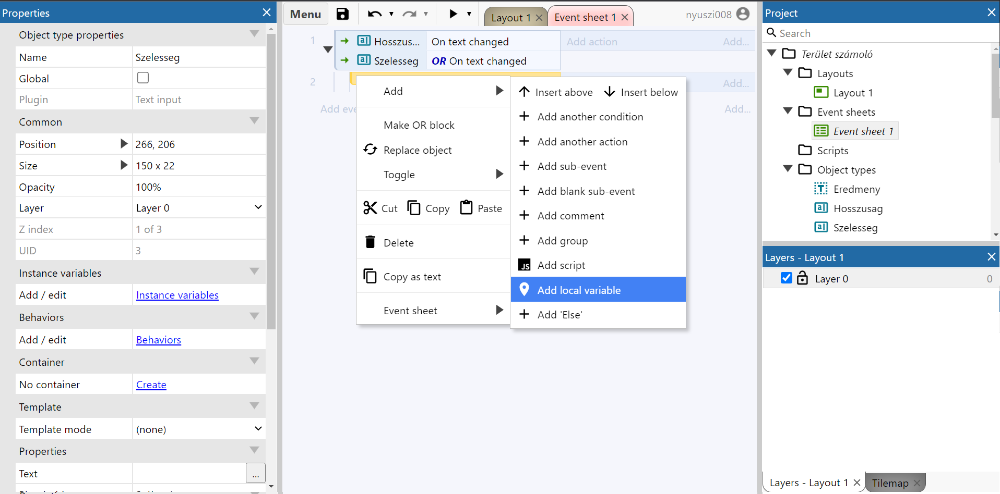 Properties
Object type properties
Name Szelesseg
Global
Plugin Text input
Common
Position 266, 206
Size 150 x 22
Opacity 100%
Layer Layer 0
Z index 1 of 3
UID 3
Instance variables
Add / edit Instance variables
Behaviors
Add / edit Behaviors
Container
No container Create
Template
Template mode (none)
Properties
Text ...
Menu
Layout 1
Event sheet 1
nyuszi008
1 Hosszus... On text changed Add action Add...
Szelesseg OR On text changed
2 Add...
Add eve Add...
Add
Make OR block
Replace object
Toggle
Cut Copy Paste
Delete
Copy as text
Event sheet
Insert above Insert below
Add another condition
Add another action
Add sub-event
Add blank sub-event
Add comment
Add group
JS Add script
Add local variable
Add 'Else'
Project
Search
Terület számoló
Layouts
Layout 1
Event sheets
Event sheet 1
Scripts
Object types
T Eredmeny
Hosszusag
Szelesseg
Layers - Layout 1
Layer 0 0
Layers - Layout 1 Tilemap